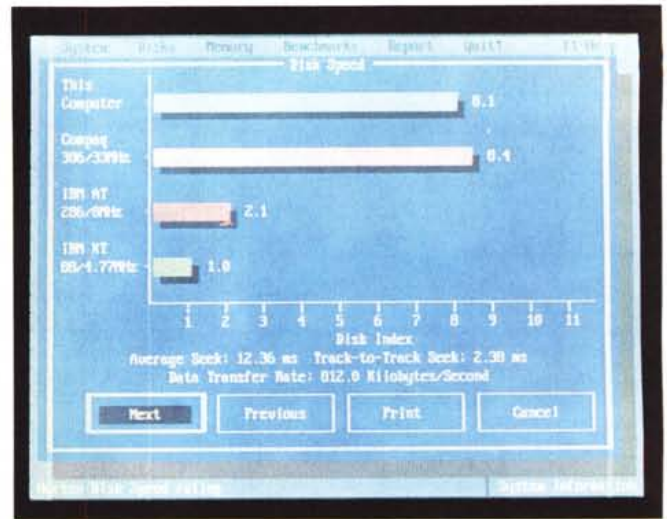 System Disks Memory Benchmarks Report Quit!
Disk Speed
This
Computer
8.1
Compaq
386/33MHz
8.4
IBM AT
286/8MHz
2.1
IBM XT
88/4.77MHz
1.0
1 2 3 4 5 6 7 8 9 10 11
Disk Index
Average Seek: 12.36 ms Track-to-Track Seek: 2.38 ms
Data Transfer Rate: 812.0 Kilobytes/Second
Next Previous Print Cancel
Norton Disk Speed Rating System Information